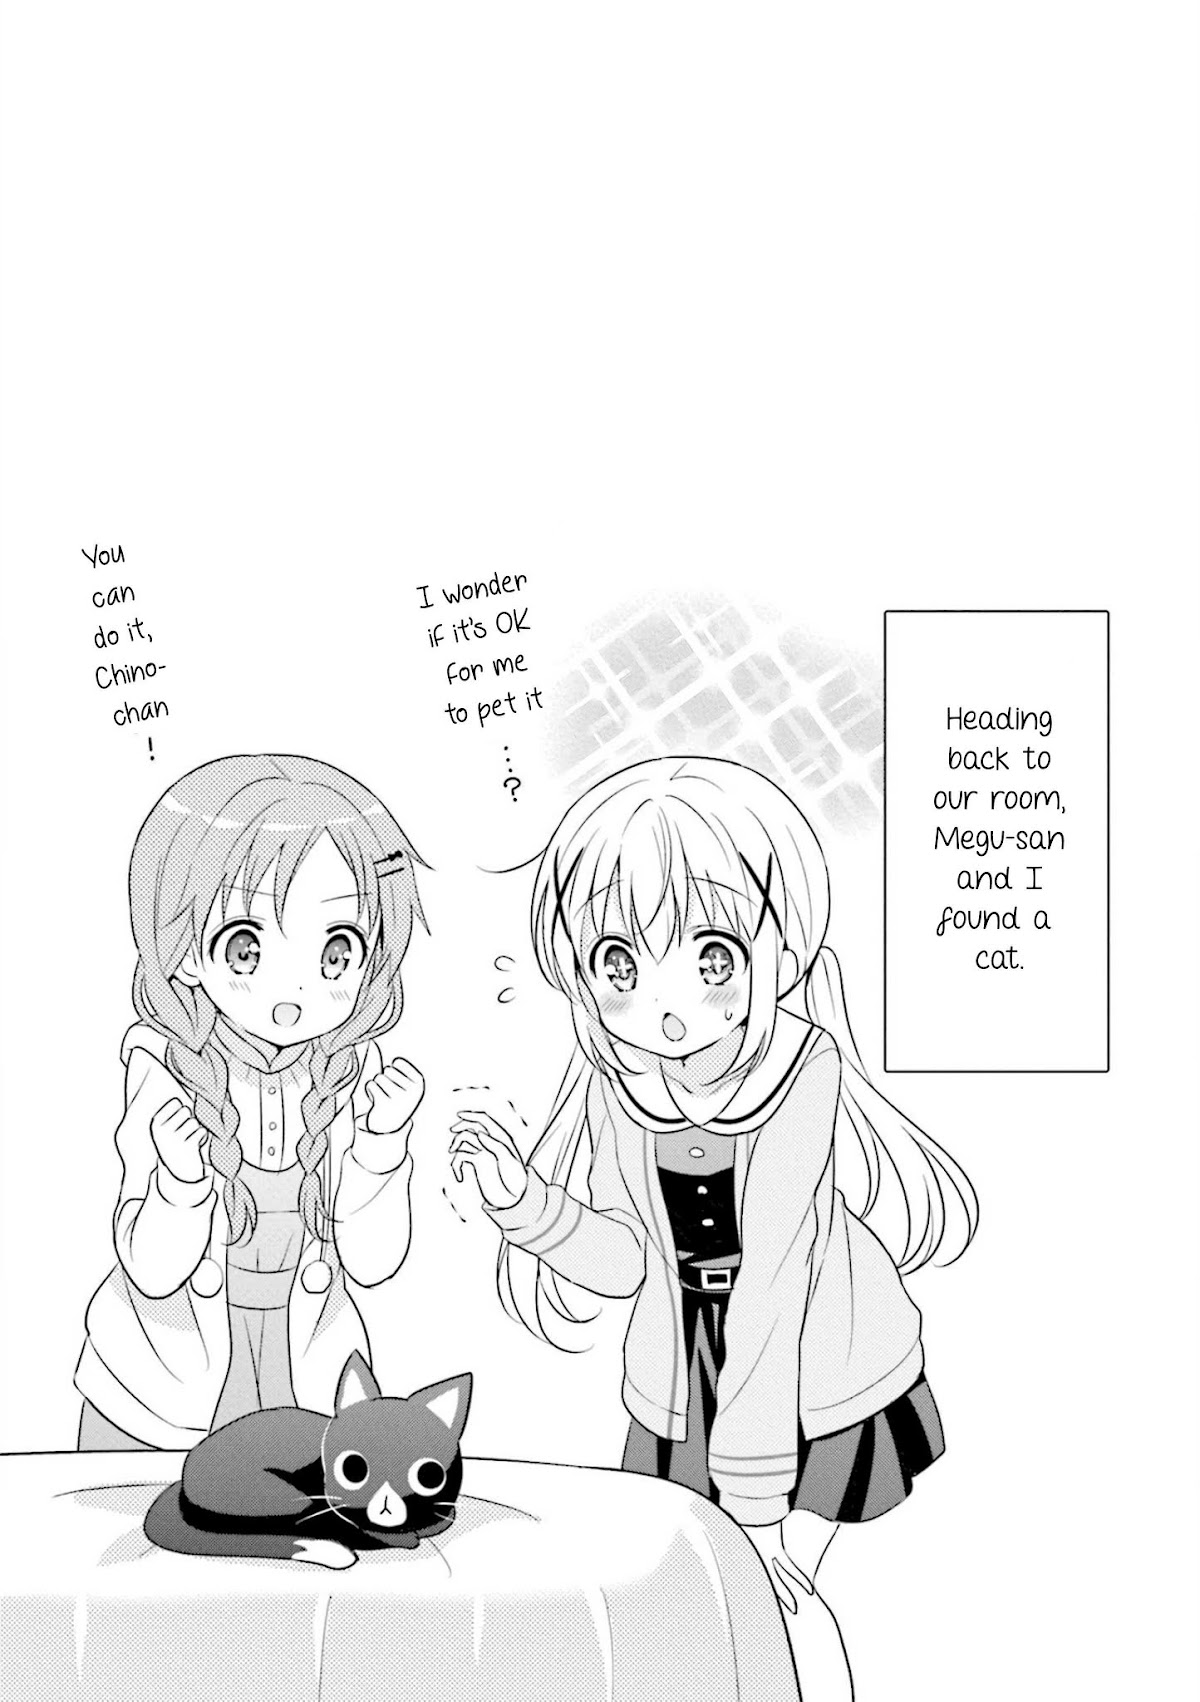 Heading
back to
our room,
Megu-san
and I
found a
cat.
I wonder
if it's OK
for me
to pet it
...?
You
can
do it,
Chino-
chan
!